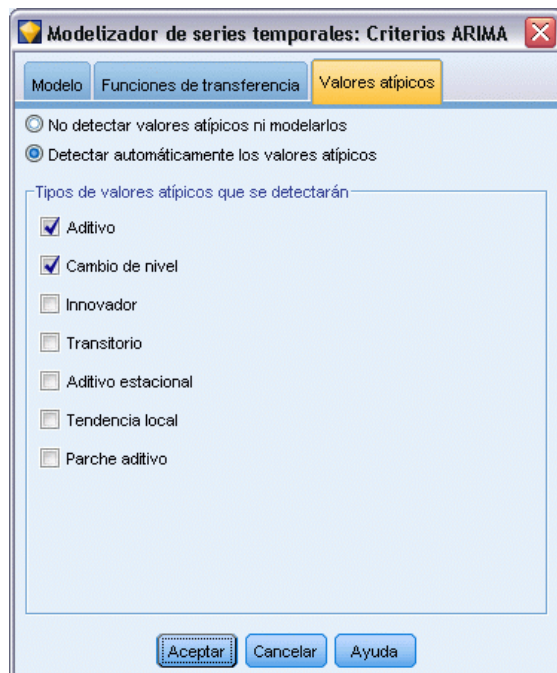 Modelizador de series temporales: Criterios ARIMA
Modelo Funciones de transferencia Valores atípicos
No detectar valores atípicos ni modelarlos
Detectar automáticamente los valores atípicos
Tipos de valores atípicos que se detectarán
Aditivo
Cambio de nivel
Innovador
Transitorio
Aditivo estacional
Tendencia local
Parche aditivo
Aceptar Cancelar Ayuda